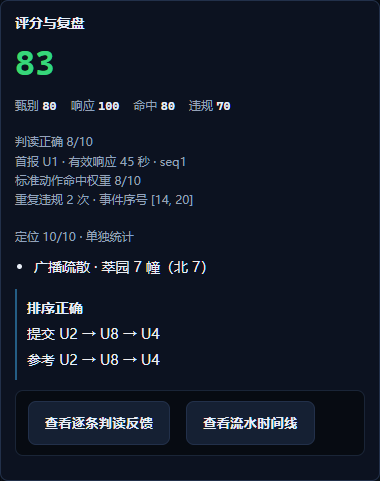 评分与复盘
83
甄别 80 响应 100 命中 80 违规 70
判读正确 8/10
首报 U1 · 有效响应 45 秒 · seq1
标准动作命中权重 8/10
重复违规 2 次 · 事件序号 [14, 20]
定位 10/10 · 单独统计
• 广播疏散 · 萃园 7 幢（北 7）
排序正确
提交 U2 → U8 → U4
参考 U2 → U8 → U4
查看逐条判读反馈 查看流水时间线